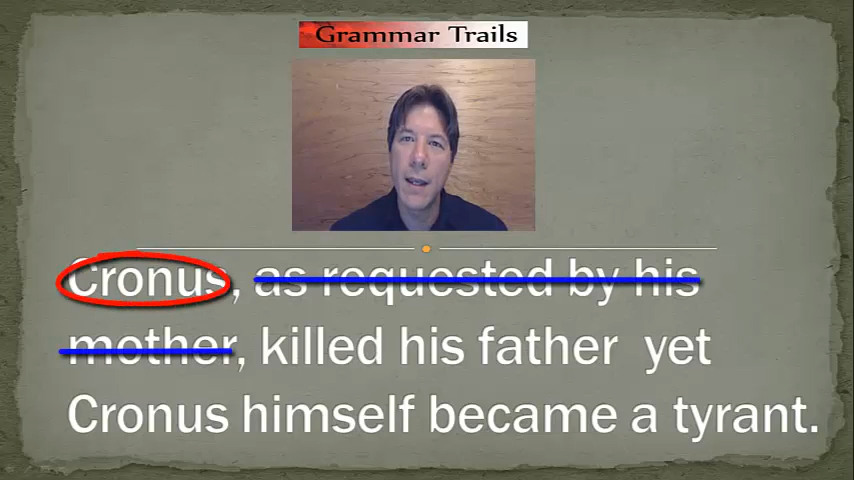 Grammar Trails
Cronus, as requested by his
mother, killed his father yet
Cronus himself became a tyrant.